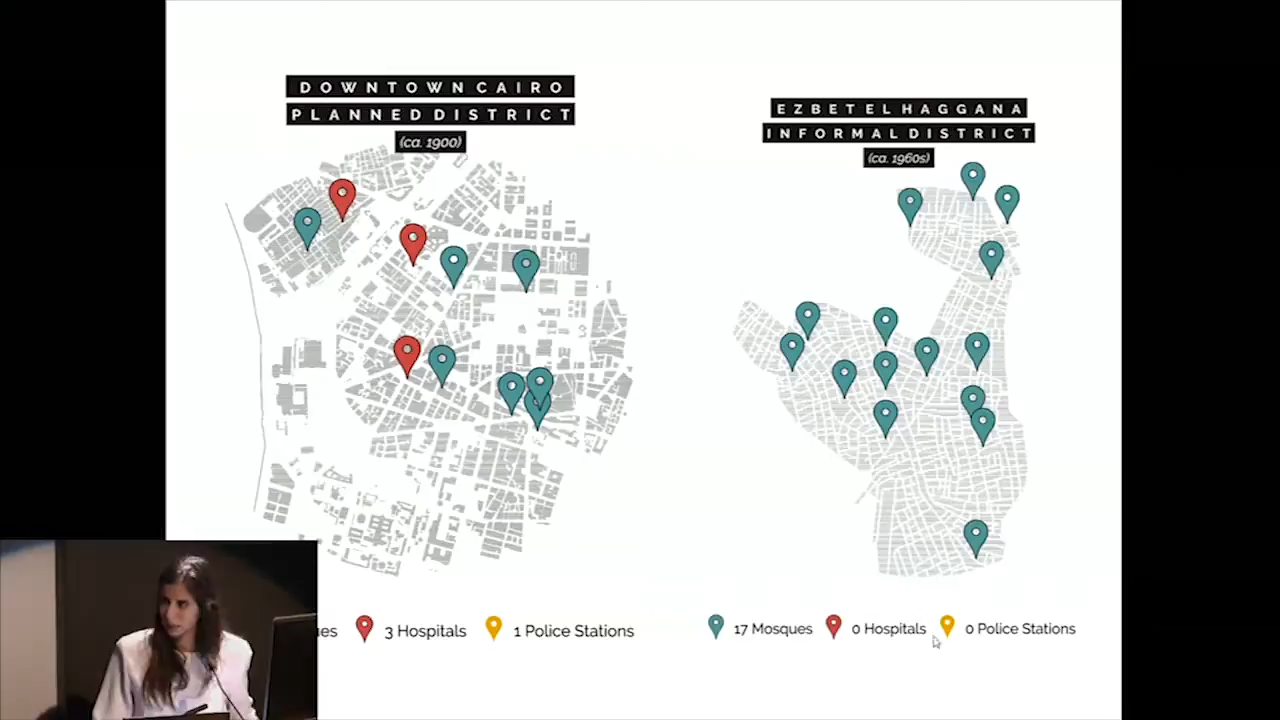 DOWNTOWN CAIRO
PLANNED DISTRICT
(ca. 1900)
EZBET EL HAGGANA
INFORMAL DISTRICT
(ca. 1960s)
3 Hospitals
1 Police Stations
17 Mosques
0 Hospitals
0 Police Stations